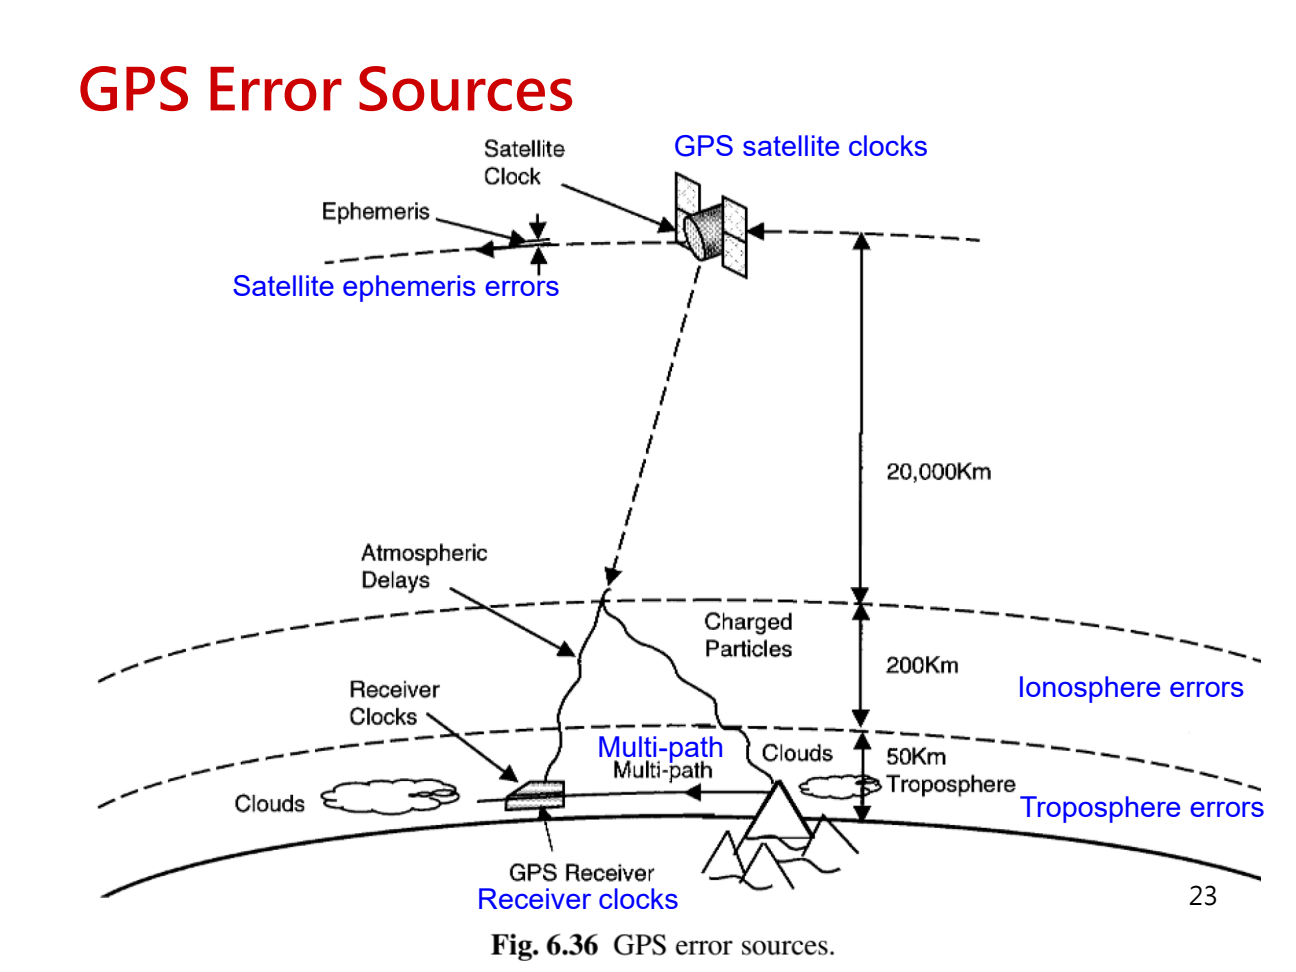 GPS Error Sources
Satellite
Clock
GPS satellite clocks
Ephemeris
Satellite ephemeris errors
20,000Km
Atmospheric
Delays
Charged
Particles
200Km
Ionosphere errors
Receiver
Clocks
Multi-path
Multi-path
Clouds
50Km
Troposphere
Troposphere errors
Clouds
GPS Receiver
Receiver clocks
23
Fig. 6.36 GPS error sources.